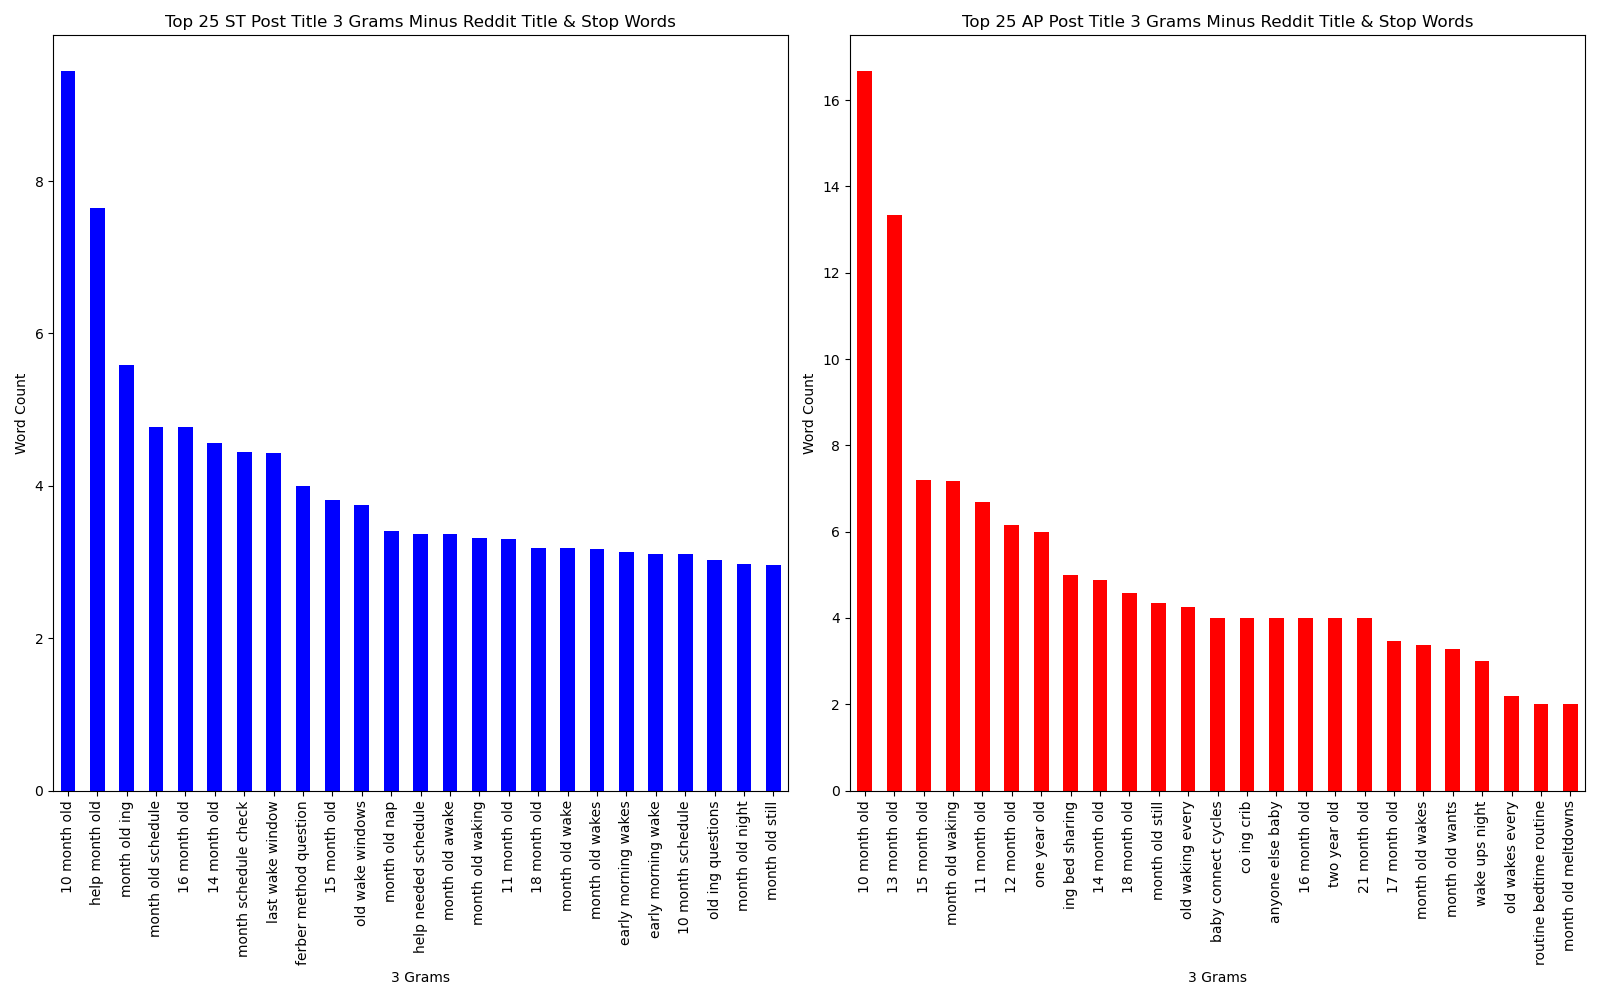 Top 25 ST Post Title 3 Grams Minus Reddit Title & Stop Words
Word Count
8
6
4
2
0
10 month old
help month old
month old ing
month old schedule
16 month old
14 month old
month schedule check
last wake window
ferber method question
15 month old
old wake windows
month old nap
help needed schedule
month old awake
month old waking
11 month old
18 month old
month old wake
month old wakes
early morning wakes
early morning wake
10 month schedule
old ing questions
month old night
month old still
3 Grams
Top 25 AP Post Title 3 Grams Minus Reddit Title & Stop Words
Word Count
16
14
12
10
8
6
4
2
0
10 month old
13 month old
15 month old
month old waking
11 month old
12 month old
one year old
ing bed sharing
14 month old
18 month old
month old still
old waking every
baby connect cycles
co ing crib
anyone else baby
16 month old
two year old
21 month old
17 month old
month old wakes
month old wants
wake ups night
old wakes every
routine bedtime routine
month old meltdowns
3 Grams